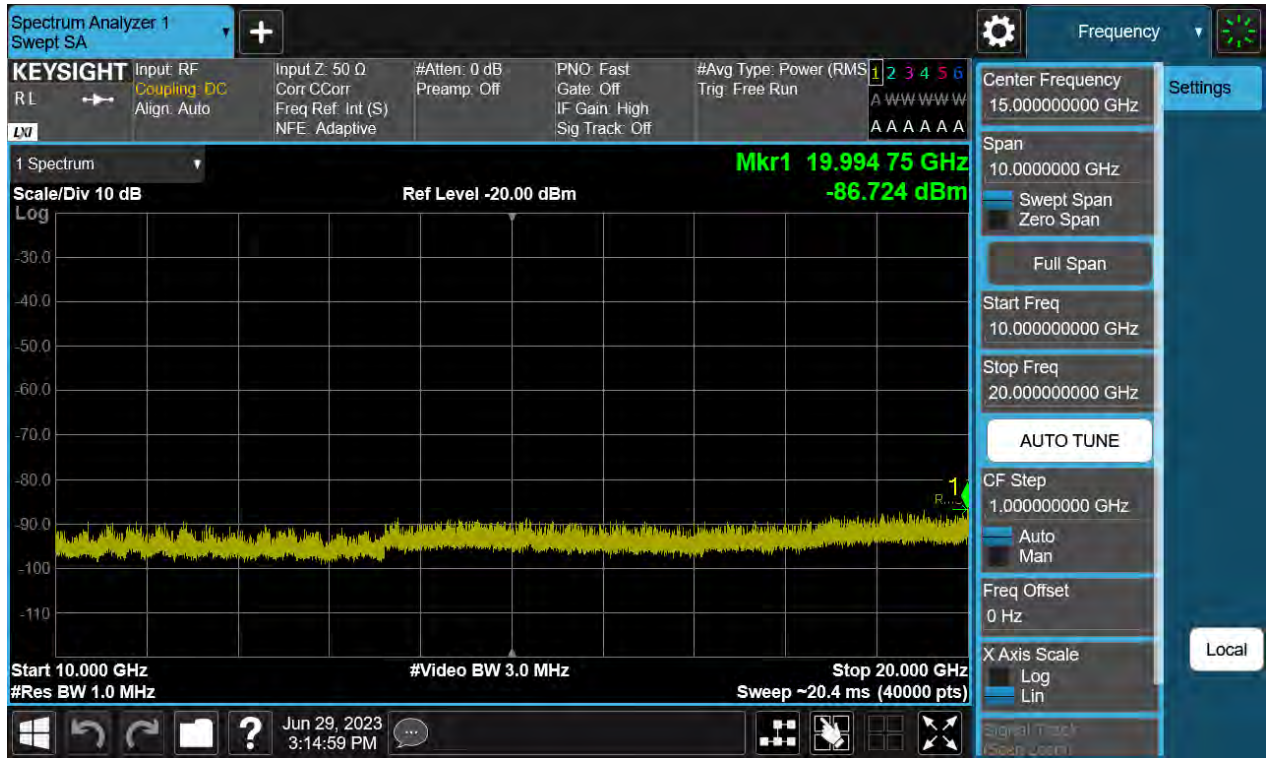 Spectrum Analyzer 1
Swept SA
Frequency
KEYSIGHT
RL
LXI
Input: RF
Coupling: DC
Align: Auto
Input Z: 50 Ω
Corr CCorr
Freq Ref: Int (S)
NFE: Adaptive
#Atten: 0 dB
Preamp: Off
PNO: Fast
Gate: Off
IF Gain: High
Sig Track: Off
#Avg Type: Power (RMS
Trig: Free Run
1 2 3 4 5 6
A W W W W W
A A A A A A
1 Spectrum
Scale/Div 10 dB
Ref Level -20.00 dBm
Mkr1 19.994 75 GHz
-86.724 dBm
Log
-30.0
-40.0
-50.0
-60.0
-70.0
-80.0
-90.0
-100
-110
1
Start 10.000 GHz
#Video BW 3.0 MHz
Stop 20.000 GHz
#Res BW 1.0 MHz
Sweep ~20.4 ms (40000 pts)
Center Frequency
15.000000000 GHz
Settings
Span
10.0000000 GHz
Swept Span
Zero Span
Full Span
Start Freq
10.000000000 GHz
Stop Freq
20.000000000 GHz
AUTO TUNE
CF Step
1.000000000 GHz
Auto
Man
Freq Offset
0 Hz
X Axis Scale
Log
Lin
Signal Track
(Span Zoom)
Local
?
Jun 29, 2023
3:14:59 PM